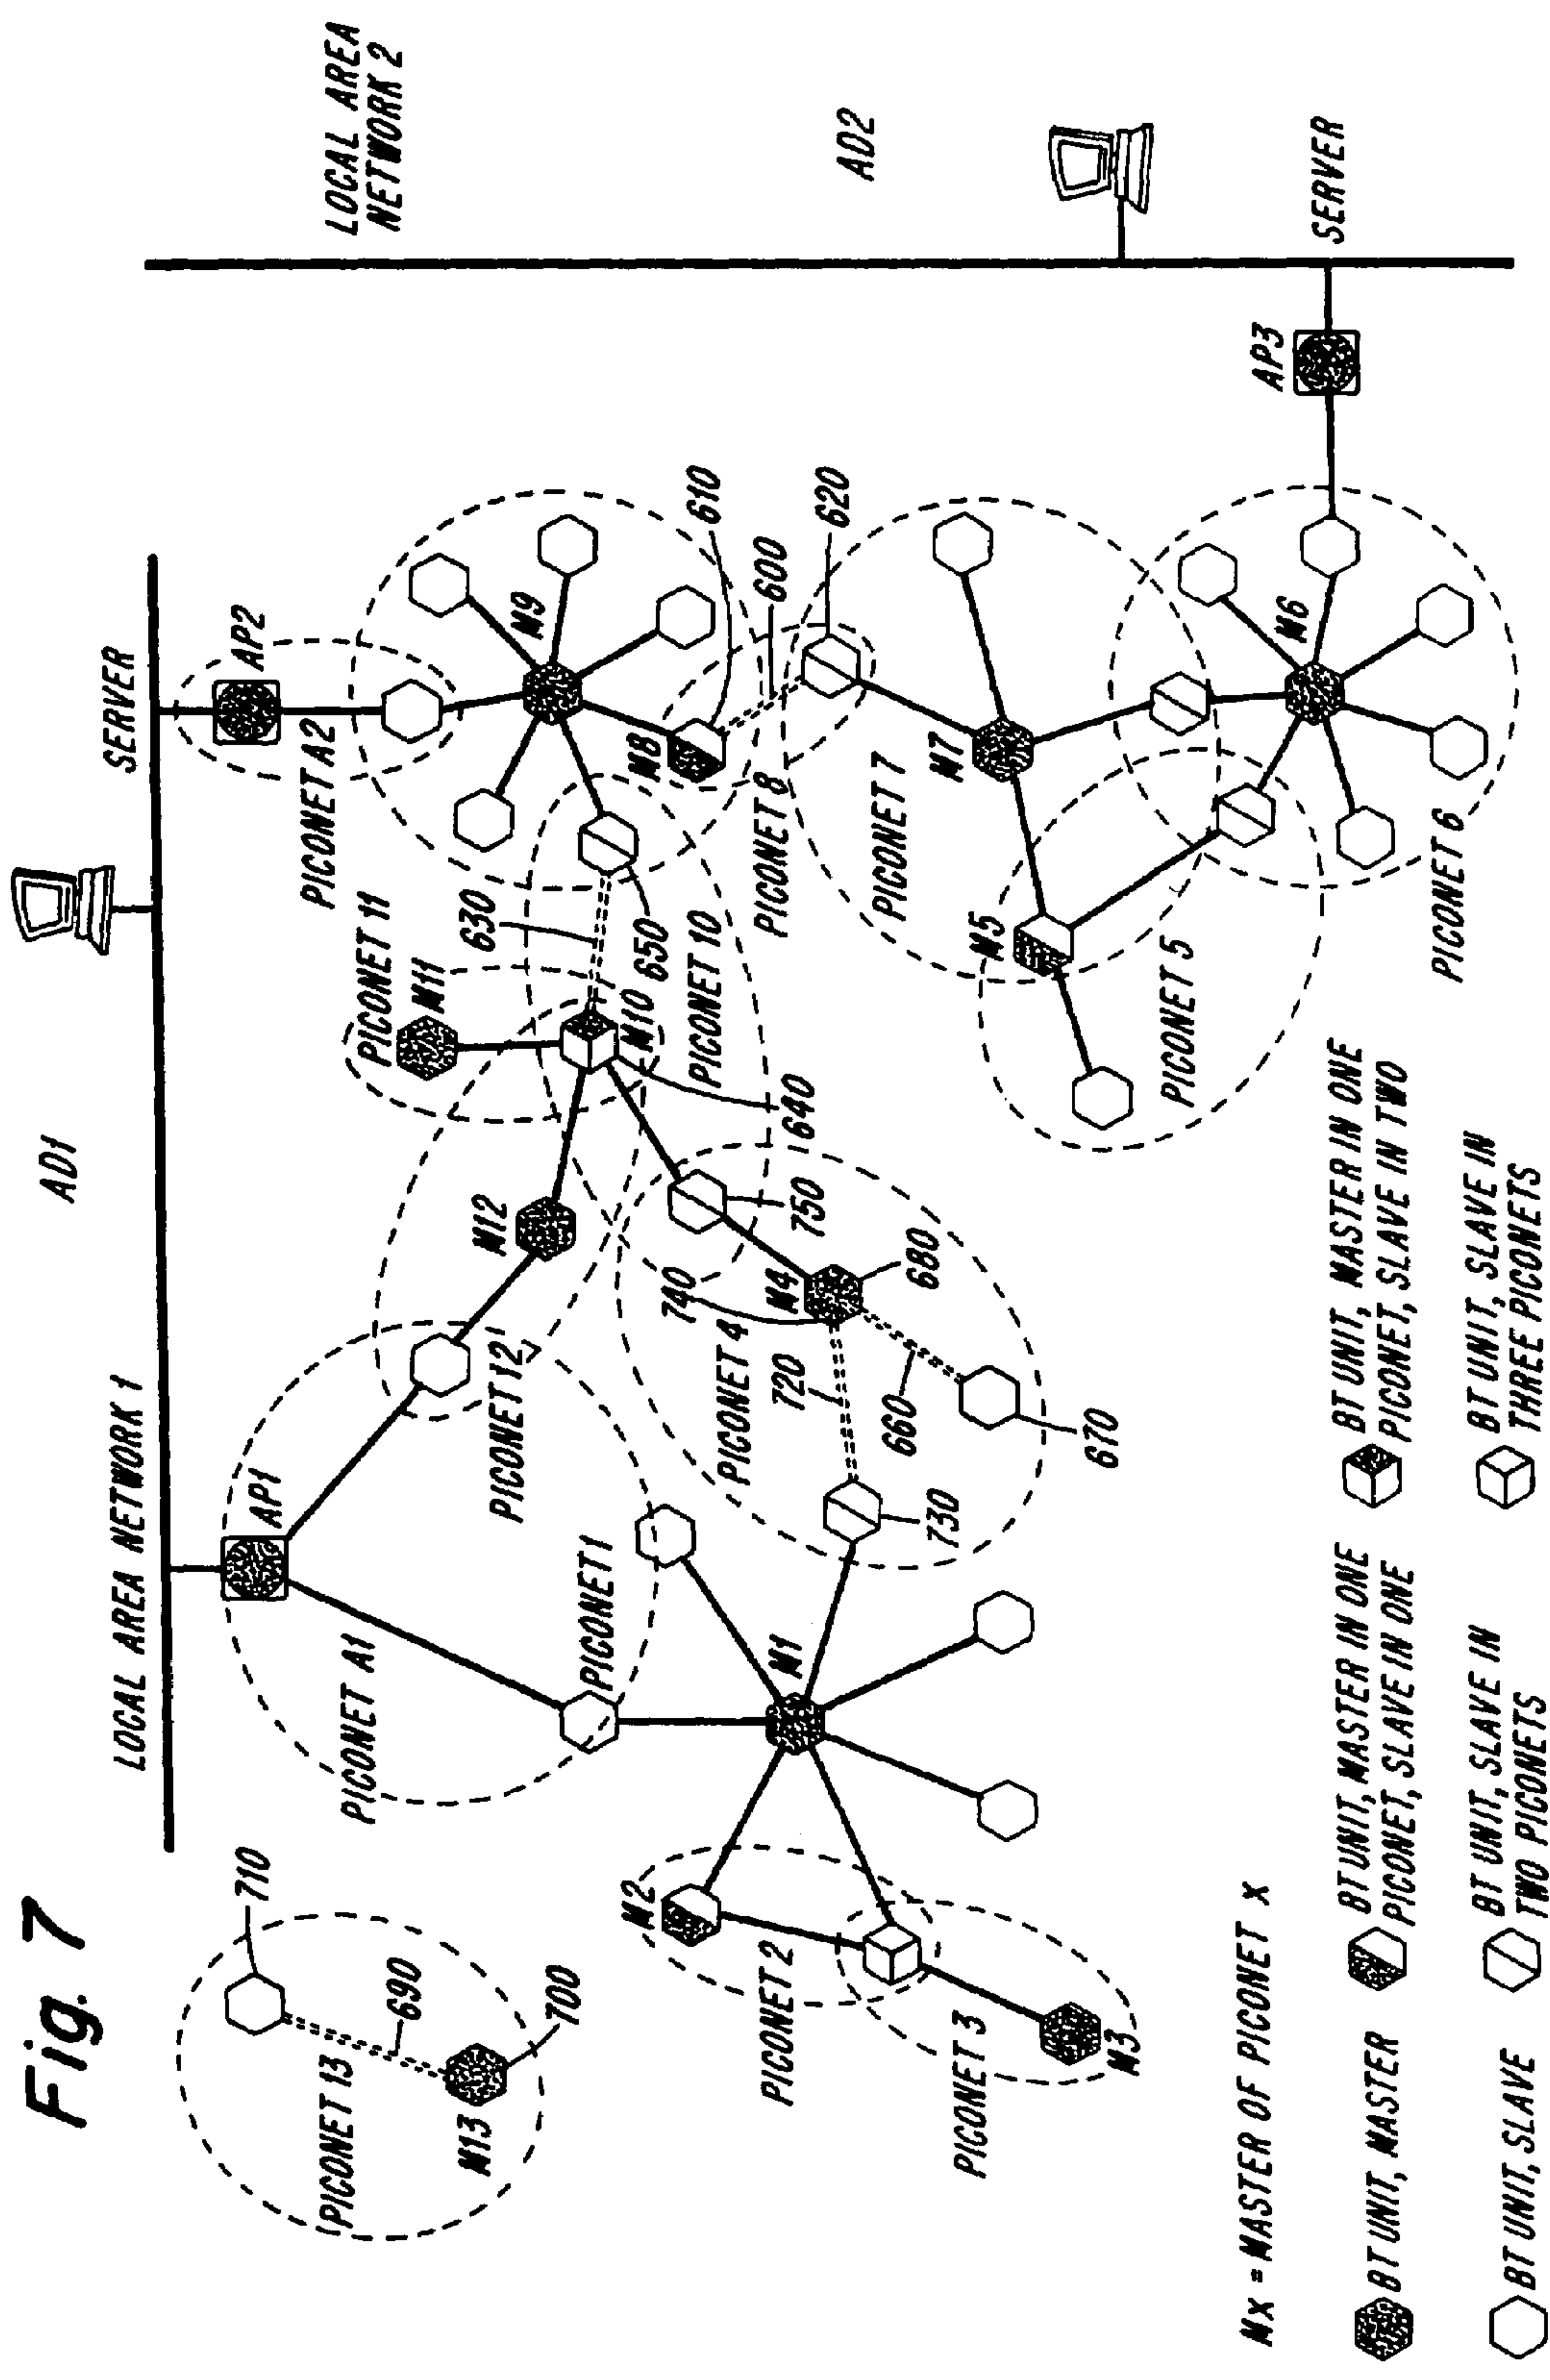 Fig. 7
AD1
LOCAL AREA NETWORK 1
SERVER
LOCAL AREA
NETWORK 2
AD2
SERVER
710
690
700
PICONET 13
M13
AP1
PICONET A1
PICONET 1
M1
M2
PICONET 2
PICONET 3
M3
PICONET 12
M12
PICONET 11
M11
M10
630
650
PICONET 10
640
750
740
M4
680
PICONET 4
720
660
670
730
AP2
PICONET A2
M9
610
M8
600
620
PICONET 8
PICONET 7
M7
M5
PICONET 5
M6
PICONET 6
AP3
Mx = MASTER OF PICONET X
BT UNIT, MASTER
BT UNIT, MASTER IN ONE
PICONET, SLAVE IN ONE
BT UNIT, MASTER IN ONE
PICONET, SLAVE IN TWO
BT UNIT, SLAVE
BT UNIT, SLAVE IN
TWO PICONETS
BT UNIT, SLAVE IN
THREE PICONETS